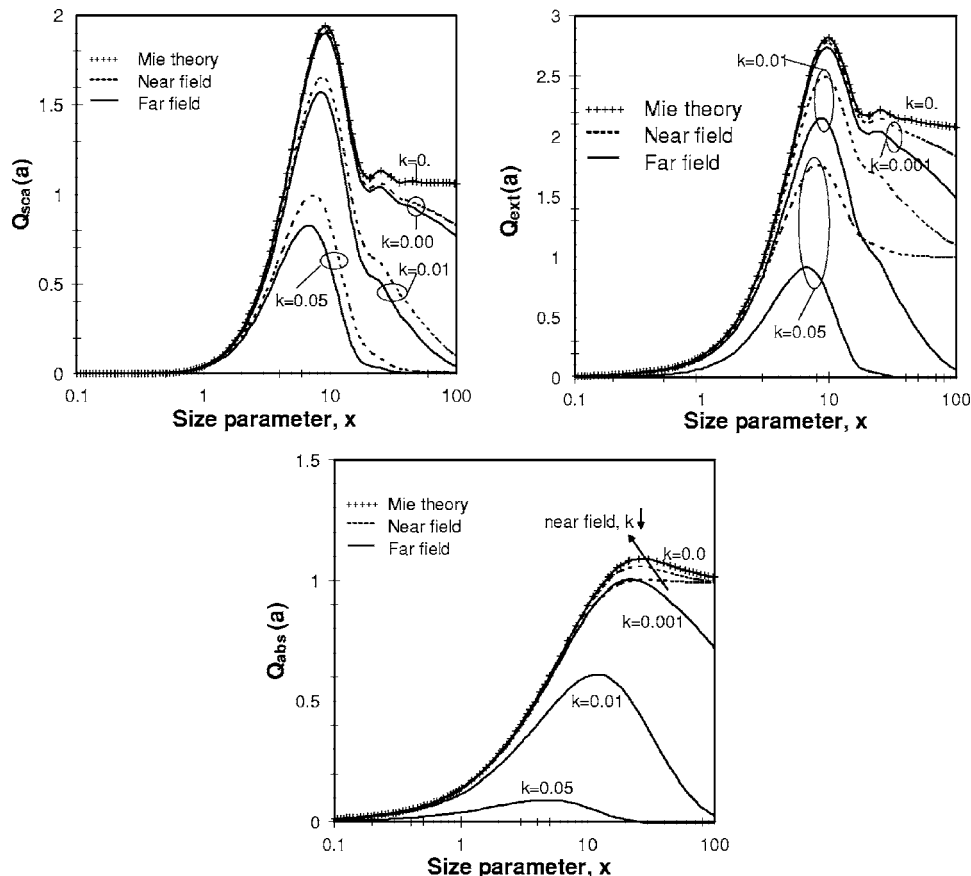 2
1.5
1
0.5
0
Q_sca(a)
+++++ Mie theory
----- Near field
—— Far field
k=0.
k=0.00
k=0.01
k=0.05
0.1 1 10 100
Size parameter, x
3
2.5
2
1.5
1
0.5
0
Q_ext(a)
k=0.01
+++++ Mie theory
----- Near field
—— Far field
k=0.
k=0.001
k=0.05
0.1 1 10 100
Size parameter, x
1.5
1
0.5
0
Q_abs(a)
+++++ Mie theory
----- Near field
—— Far field
near field, k ↓
k=0.0
k=0.001
k=0.01
k=0.05
0.1 1 10 100
Size parameter, x